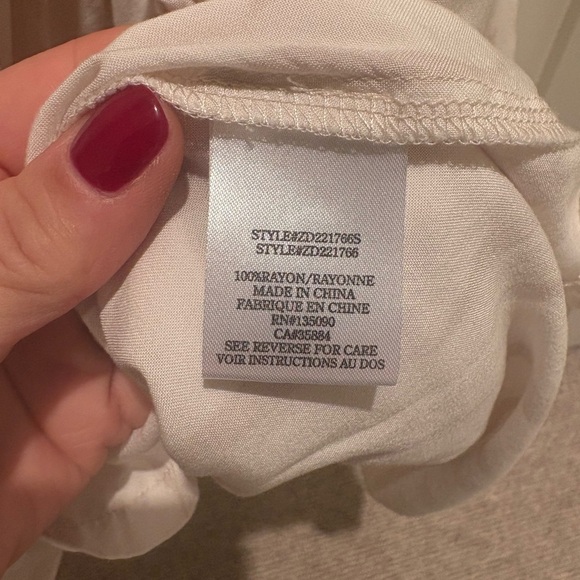 STYLE#ZD221766S
STYLE#ZD221766
100%RAYON/RAYONNE
MADE IN CHINA
FABRIQUE EN CHINE
RN#135090
CA#35884
SEE REVERSE FOR CARE
VOIR INSTRUCTIONS AU DOS